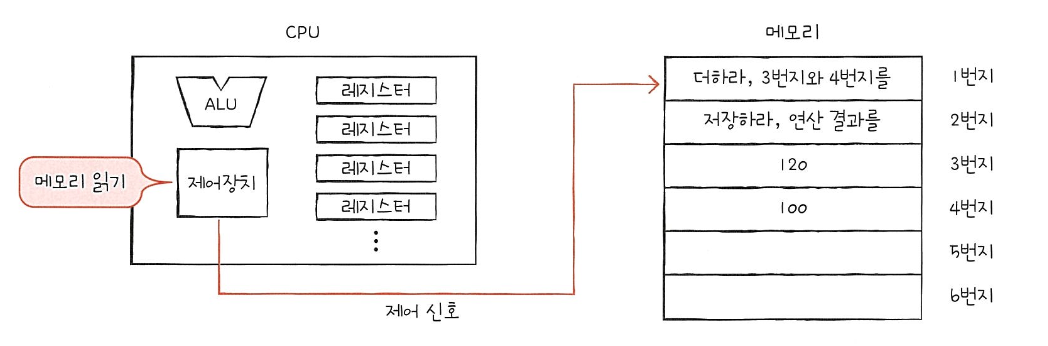 CPU
메모리
ALU
레지스터
레지스터
레지스터
레지스터
제어장치
메모리 읽기
제어 신호
더하라, 3번지와 4번지를
1번지
저장하라, 연산 결과를
2번지
120
3번지
100
4번지
5번지
6번지